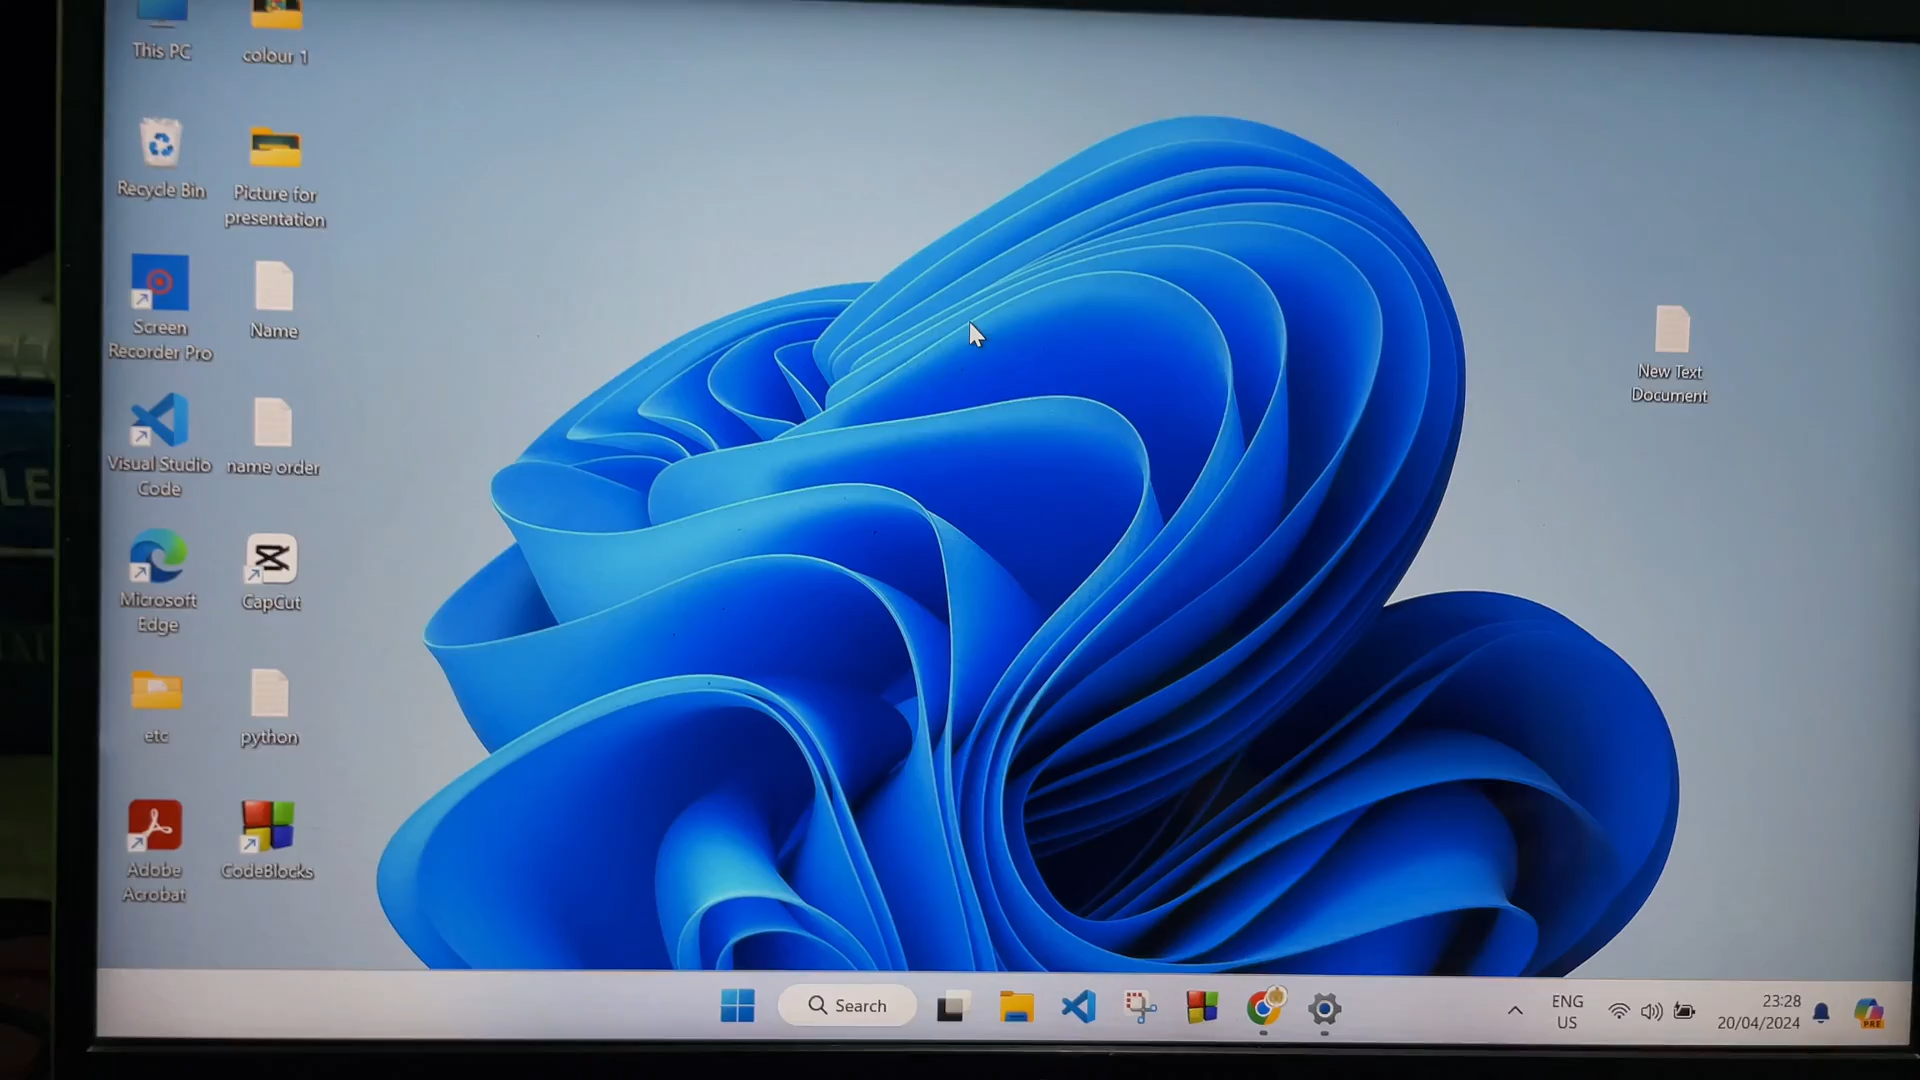 This PC
colour 1
Recycle Bin
Picture for
presentation
Screen
Recorder Pro
Name
New Text
Document
Visual Studio
Code
name order
Microsoft
Edge
CapCut
etc
python
Adobe
Acrobat
CodeBlocks
Search
ENG
US
23:28
20/04/2024
PRE